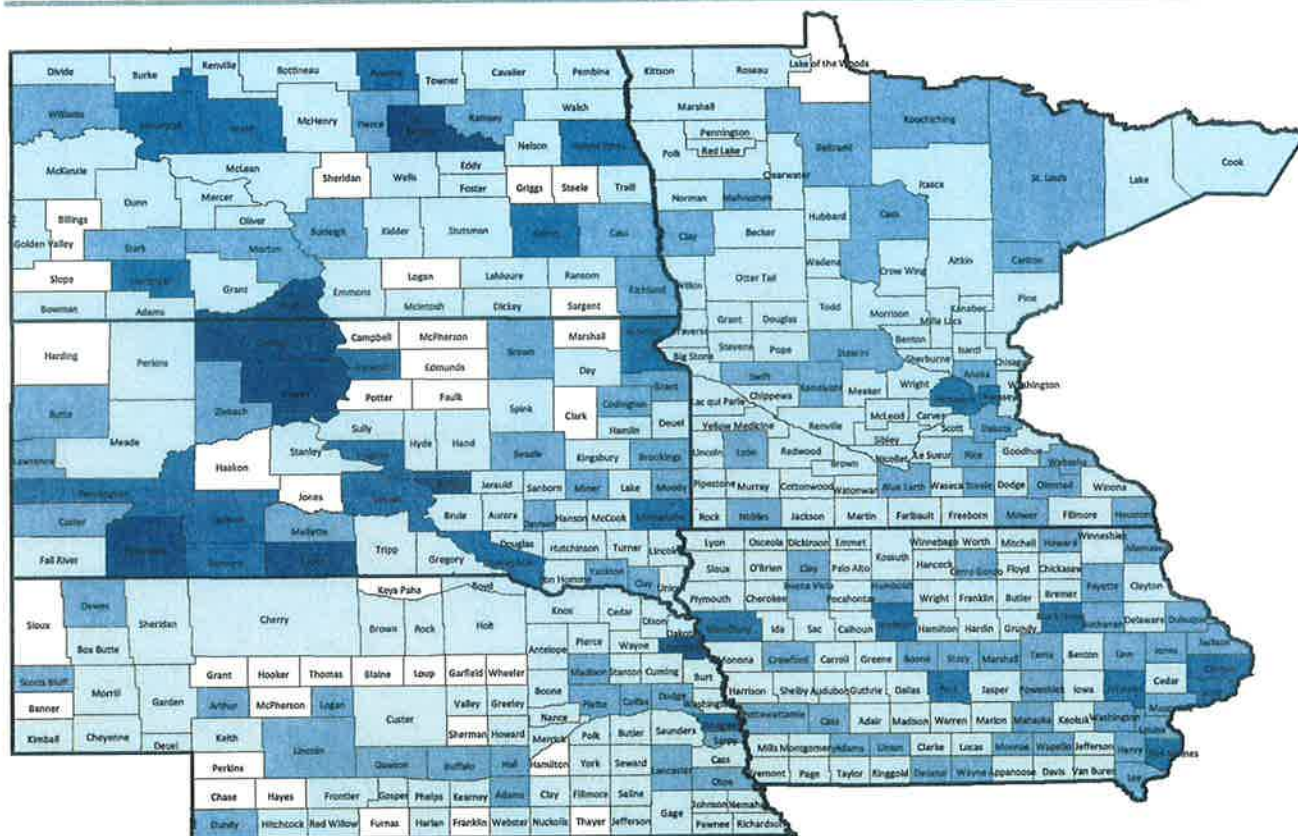 Divide
Burke
Renville
Bottineau
Towner
Cavalier
Pembina
Kittson
Roseau
Lake of the Woods
Williams
McHenry
Pierce
Ramsey
Walsh
Marshall
Koochiching
Beltrami
Pennington
Red Lake
Polk
Clearwater
Nelson
McKenzie
McLean
Sheridan
Wells
Eddy
Foster
Griggs
Steele
Traill
Norman
Mahnomen
Itasca
St. Louis
Lake
Cook
Dunn
Mercer
Oliver
Billings
Golden Valley
Stark
Morton
Burleigh
Kidder
Stutsman
Cass
Clay
Becker
Hubbard
Cass
Slope
Grant
Emmons
Logan
LaMoure
Ransom
Richland
Wilkin
Otter Tail
Wadena
Crow Wing
Aitkin
Carlton
Bowman
Adams
McIntosh
Dickey
Sargent
Grant
Douglas
Todd
Morrison
Mille Lacs
Kanabec
Pine
Harding
Perkins
Campbell
McPherson
Brown
Marshall
Traverse
Big Stone
Stevens
Pope
Stearns
Benton
Sherburne
Isanti
Chisago
Edmunds
Day
Swift
Kandiyohi
Meeker
Wright
Anoka
Washington
Ramsey
Butte
Ziebach
Potter
Faulk
Spink
Clark
Codington
Grant
Deuel
Hamlin
Lac qui Parle
Chippewa
McLeod
Carver
Scott
Dakota
Meade
Sully
Hyde
Hand
Yellow Medicine
Renville
Sibley
Nicollet
Le Sueur
Rice
Goodhue
Wabasha
Lawrence
Haakon
Stanley
Beadle
Kingsbury
Brookings
Lincoln
Lyon
Redwood
Brown
Pennington
Jones
Jerauld
Sanborn
Miner
Lake
Moody
Pipestone
Murray
Cottonwood
Watonwan
Blue Earth
Waseca
Steele
Dodge
Olmsted
Winona
Custer
Jackson
Mellette
Brule
Aurora
Hanson
McCook
Rock
Nobles
Jackson
Martin
Faribault
Freeborn
Mower
Fillmore
Houston
Fall River
Tripp
Gregory
Douglas
Hutchinson
Turner
Lincoln
Yankton
Clay
Union
Lyon
Osceola
Dickinson
Emmet
Kossuth
Winnebago
Worth
Mitchell
Howard
Winneshiek
Sioux
O'Brien
Clay
Palo Alto
Hancock
Cerro Gordo
Floyd
Chickasaw
Fayette
Clayton
Plymouth
Cherokee
Buena Vista
Pocahontas
Humboldt
Wright
Franklin
Butler
Bremer
Ida
Sac
Calhoun
Hamilton
Hardin
Grundy
Buchanan
Delaware
Dubuque
Sioux
Dawes
Sheridan
Cherry
Keya Paha
Boyd
Knox
Cedar
Dixon
Box Butte
Brown
Rock
Holt
Antelope
Pierce
Wayne
Monona
Crawford
Carroll
Greene
Boone
Story
Marshall
Tama
Benton
Linn
Jones
Jackson
Scotts Bluff
Morrill
Garden
Grant
Hooker
Thomas
Blaine
Loup
Garfield
Wheeler
Madison
Stanton
Cuming
Burt
Harrison
Shelby
Audubon
Guthrie
Dallas
Polk
Jasper
Poweshiek
Iowa
Cedar
Banner
Arthur
McPherson
Logan
Custer
Valley
Greeley
Boone
Nance
Platte
Colfax
Dodge
Washington
Cass
Adair
Madison
Warren
Marion
Mahaska
Keokuk
Washington
Kimball
Cheyenne
Deuel
Keith
Lincoln
Sherman
Howard
Merrick
Polk
Butler
Saunders
Mills
Montgomery
Adams
Union
Clarke
Lucas
Monroe
Wapello
Jefferson
Henry
Perkins
Dawson
Buffalo
Hall
Hamilton
York
Seward
Lancaster
Cass
Otoe
Page
Taylor
Ringgold
Decatur
Wayne
Appanoose
Davis
Van Buren
Lee
Chase
Hayes
Frontier
Gosper
Phelps
Kearney
Adams
Clay
Fillmore
Saline
Gage
Johnson
Nemaha
Dundy
Hitchcock
Red Willow
Furnas
Harlan
Franklin
Webster
Nuckolls
Thayer
Jefferson
Pawnee
Richardson